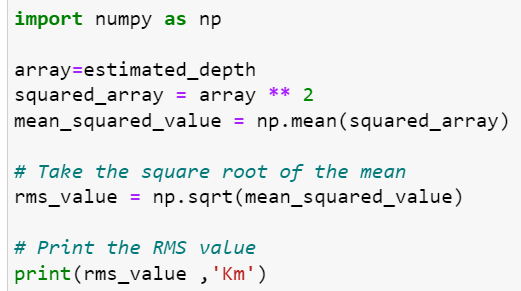 import numpy as np
array=estimated_depth
squared_array = array ** 2
mean_squared_value = np.mean(squared_array)
# Take the square root of the mean
rms_value = np.sqrt(mean_squared_value)
# Print the RMS value
print(rms_value ,'Km')